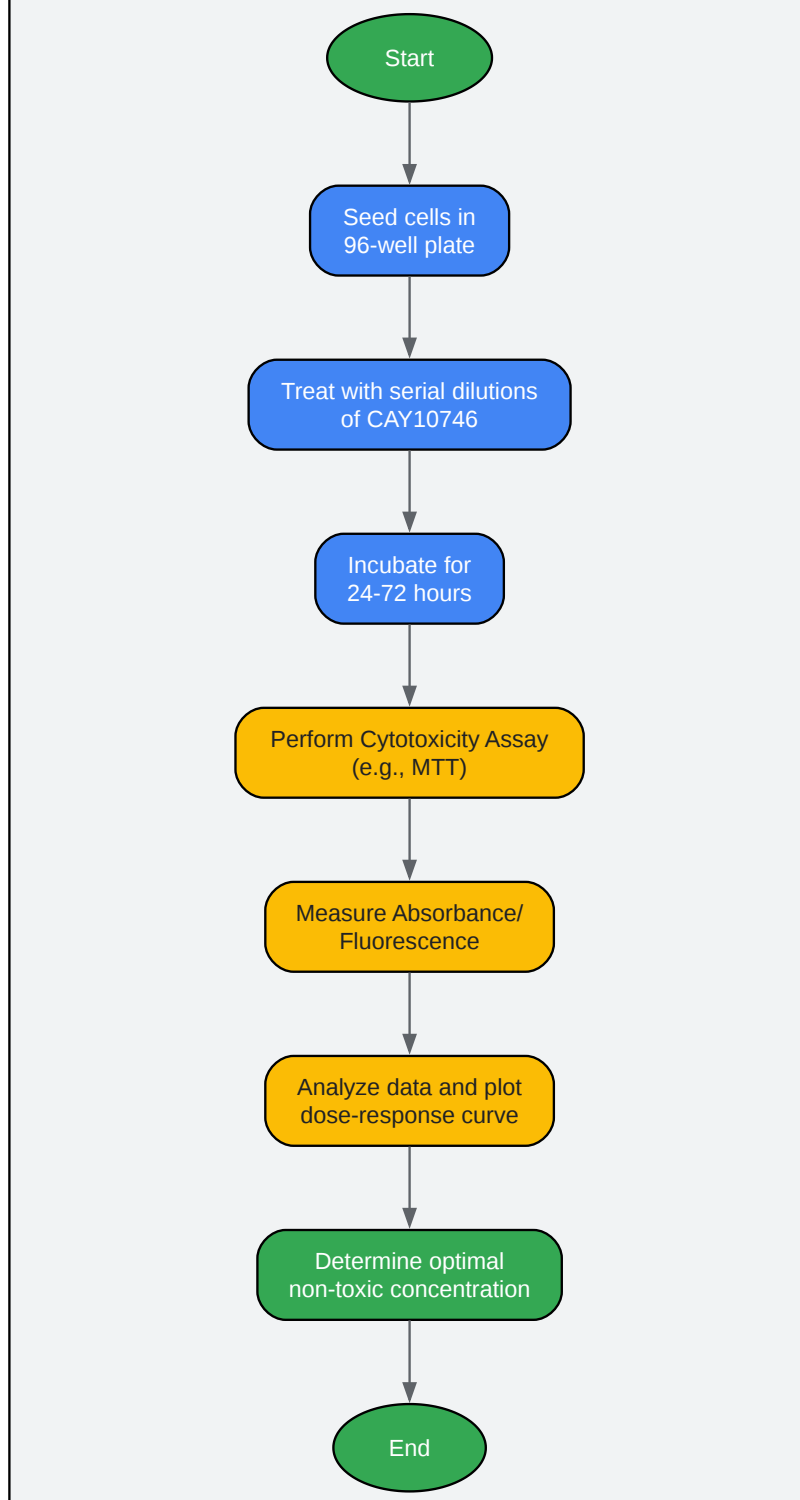 Start
Seed cells in
96-well plate
Treat with serial dilutions
of CAY10746
Incubate for
24-72 hours
Perform Cytotoxicity Assay
(e.g., MTT)
Measure Absorbance/
Fluorescence
Analyze data and plot
dose-response curve
Determine optimal
non-toxic concentration
End